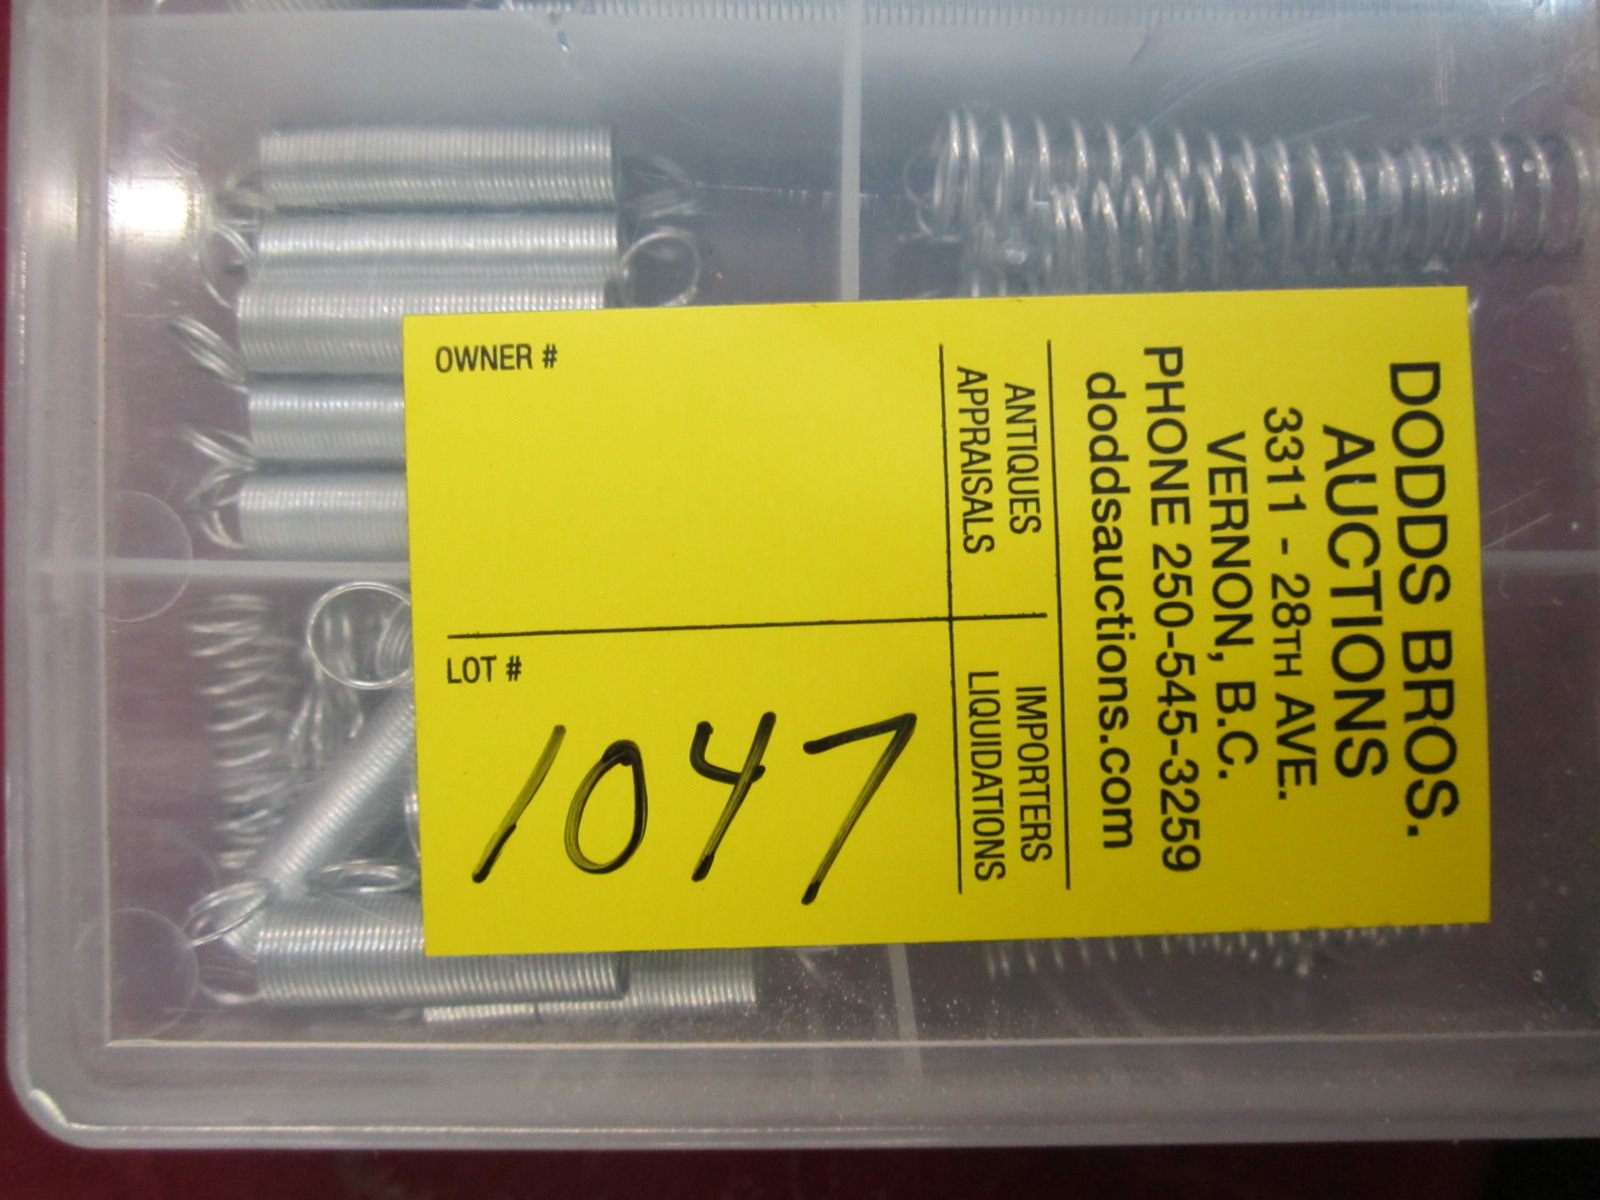 DODDS BROS.
AUCTIONS
3311 - 28TH AVE.
VERNON, B.C.
PHONE 250-545-3259
doddsauctions.com
ANTIQUES
APPRAISALS
IMPORTERS
LIQUIDATIONS
OWNER #
LOT #
1047